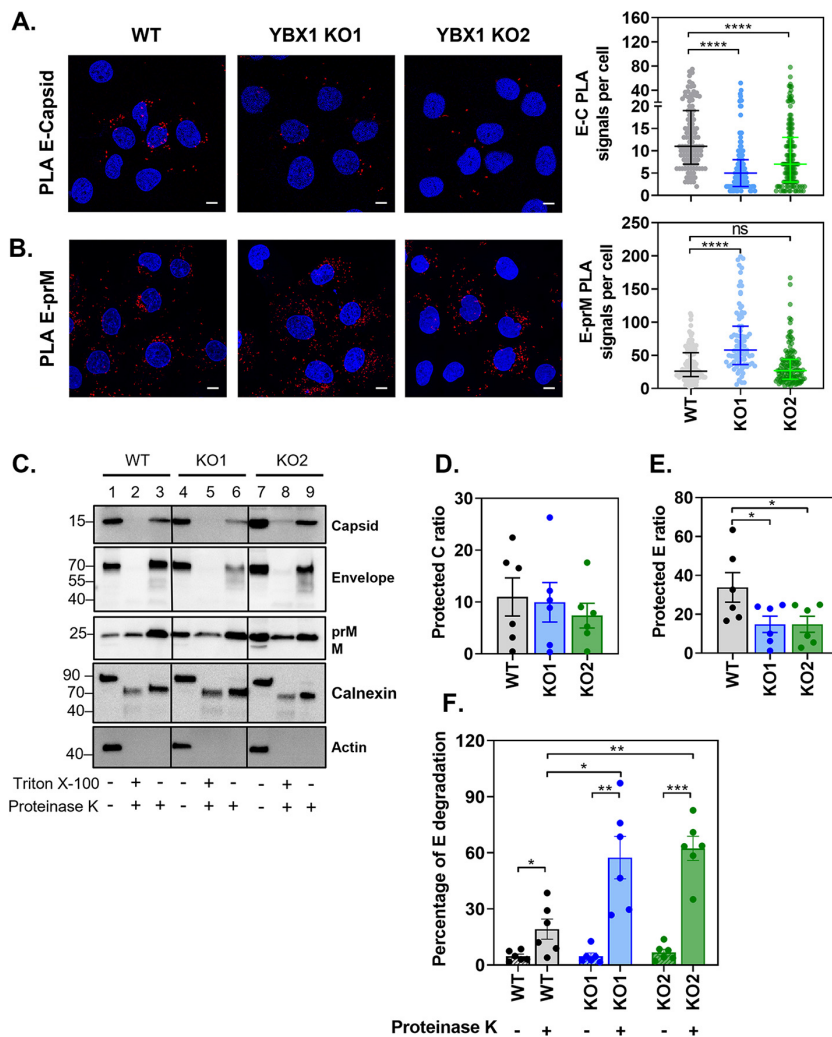 A.
WT
YBX1 KO1
YBX1 KO2
PLA E-Capsid
E-C PLA
signals per cell
160
120
80
40
20
15
10
5
0
****
****
B.
PLA E-prM
E-prM PLA
signals per cell
250
200
150
100
50
0
ns
****
WT
KO1
KO2
C.
WT
KO1
KO2
1 2 3 4 5 6 7 8 9
15
Capsid
70
55
40
Envelope
25
prM
M
90
70
40
Calnexin
40
Actin
Triton X-100 - + - - + - - + -
Proteinase K - + + - + + - + +
D.
Protected C ratio
30
20
10
0
WT
KO1
KO2
E.
Protected E ratio
80
60
40
20
0
*
*
WT
KO1
KO2
F.
Percentage of E degradation
120
90
60
30
0
**
*
*
**
***
WT
WT
KO1
KO1
KO2
KO2
Proteinase K - + - + - +